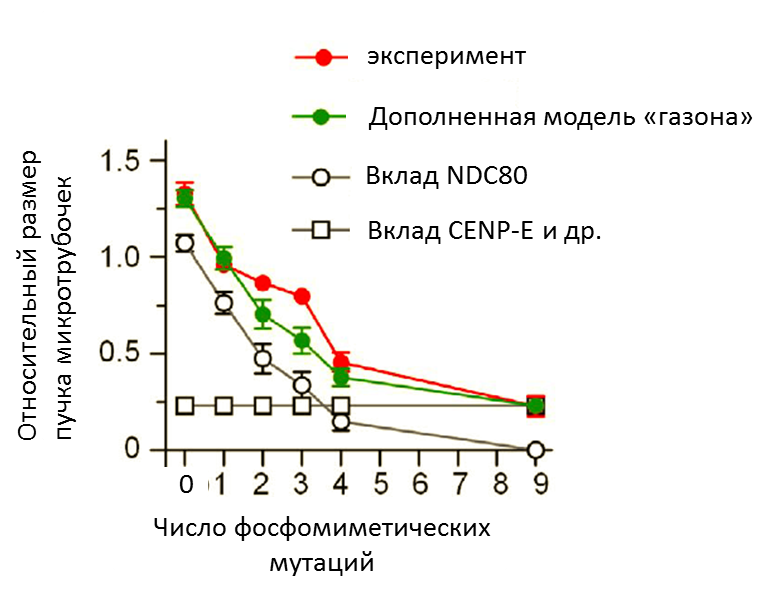 эксперимент
Дополненная модель «газона»
Вклад NDC80
Вклад CENP-E и др.
Относительный размер
пучка микротрубочек
1.5
1.0
0.5
0
0 1 2 3 4 5 6 7 8 9
Число фосфомиметических
мутаций